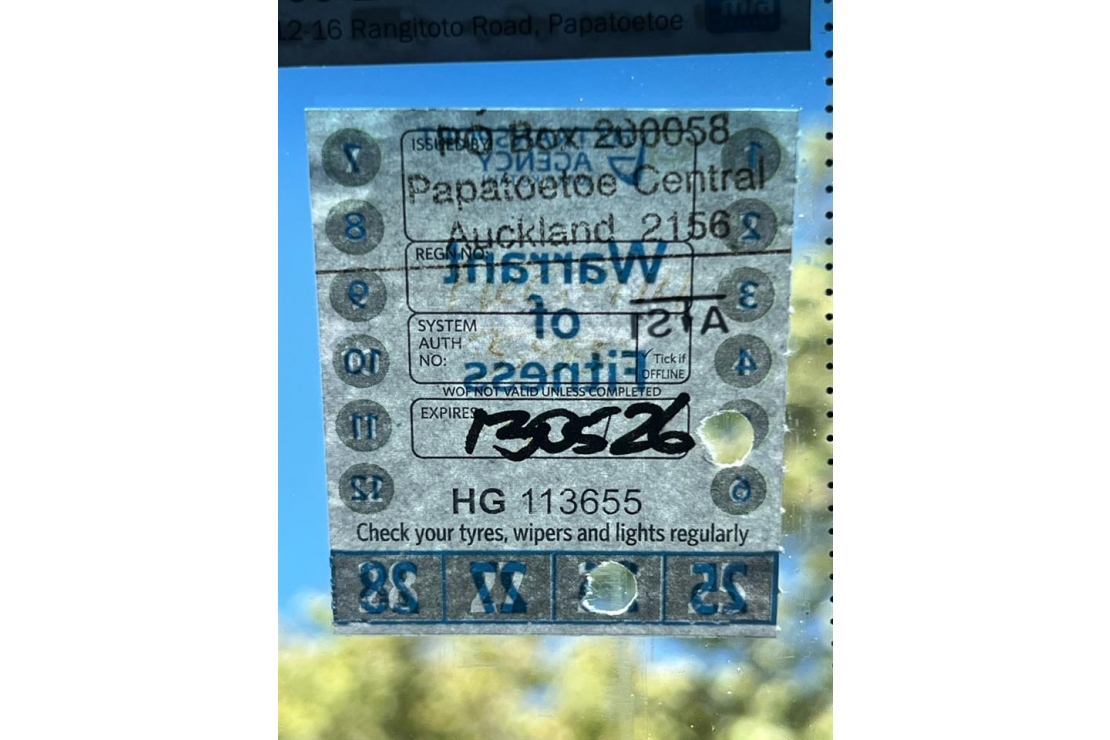 12-16 Rangitoto Road, Papatoetoe
PO Box 200058
Papatoetoe Central
Auckland 2156
ISSUED BY:
TRANSPORT
AGENCY
REGN NO:
Warrant
of
Fitness
A
SYSTEM
AUTH
NO:
Tick if
OFFLINE
WOF NOT VALID UNLESS COMPLETED
EXPIRES
130526
7 1
8 2
9 3
10 4
11
12 6
HG 113655
Check your tyres, wipers and lights regularly
28 27 25